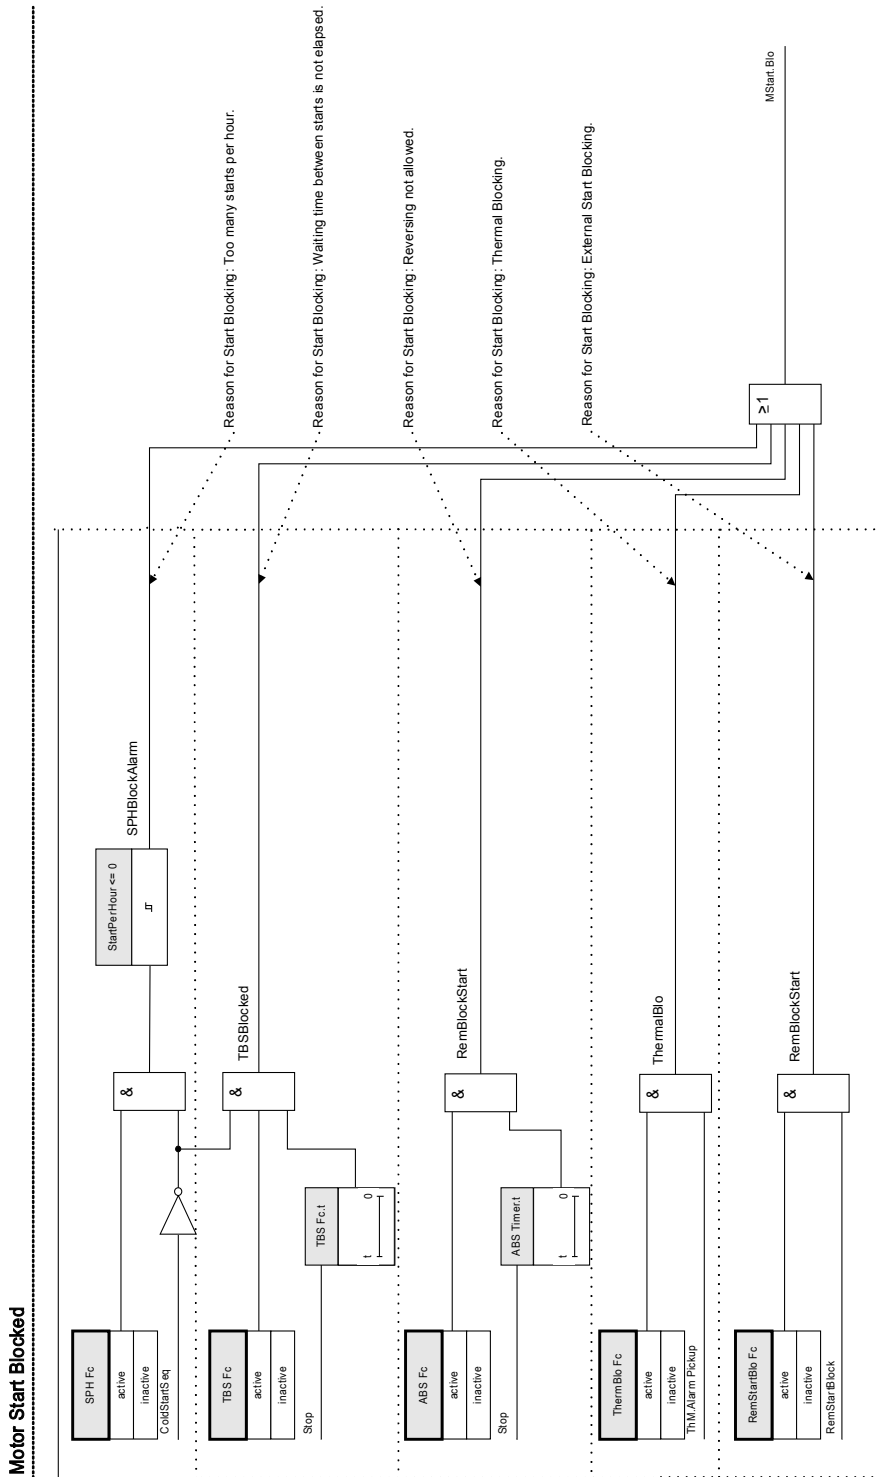 Motor Start Blocked
SPH Fc
active
inactive
ColdStartSeq
&
StartPerHour <= 0
SPHBlockAlarm
Reason for Start Blocking: Too many starts per hour.
TBS Fc
active
inactive
Stop
TBS Fc.t
t 0
&
TBSBlocked
Reason for Start Blocking: Waiting time between starts is not elapsed.
ABS Fc
active
inactive
Stop
ABS Timer.t
t 0
&
RemBlockStart
Reason for Start Blocking: Reversing not allowed.
ThermBlo Fc
active
inactive
ThM.Alarm Pickup
&
ThermalBlo
Reason for Start Blocking: Thermal Blocking.
RemStartBlo Fc
active
inactive
RemStartBlock
&
RemBlockStart
Reason for Start Blocking: External Start Blocking.
≥1
MStart.Blo